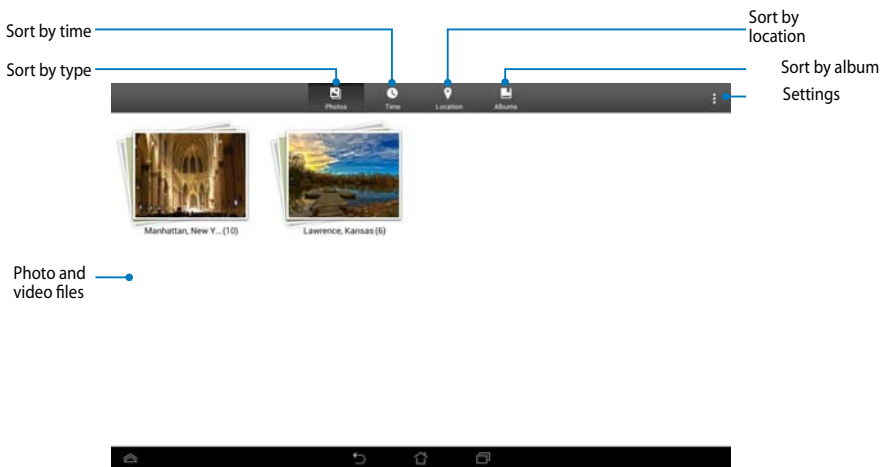 Sort by time
Sort by type
Sort by
location
Sort by album
Settings
Photos
Time
Location
Albums
Manhattan, New Y... (10)
Lawrence, Kansas (6)
Photo and
video files